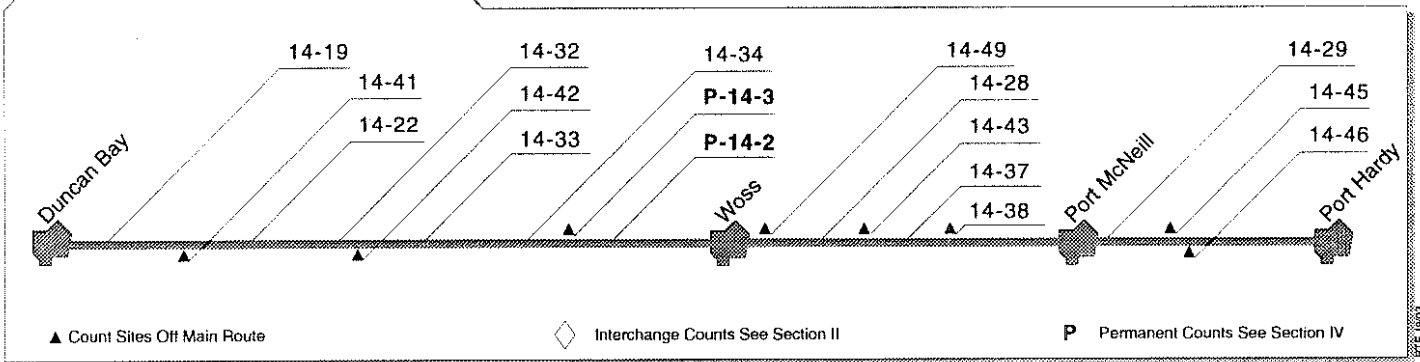 14-19
14-41
14-22
14-32
14-42
14-33
14-34
P-14-3
P-14-2
14-49
14-28
14-43
14-37
14-38
14-29
14-45
14-46
Duncan Bay
Woss
Port McNeill
Port Hardy
Count Sites Off Main Route
Interchange Counts See Section II
P Permanent Counts See Section IV